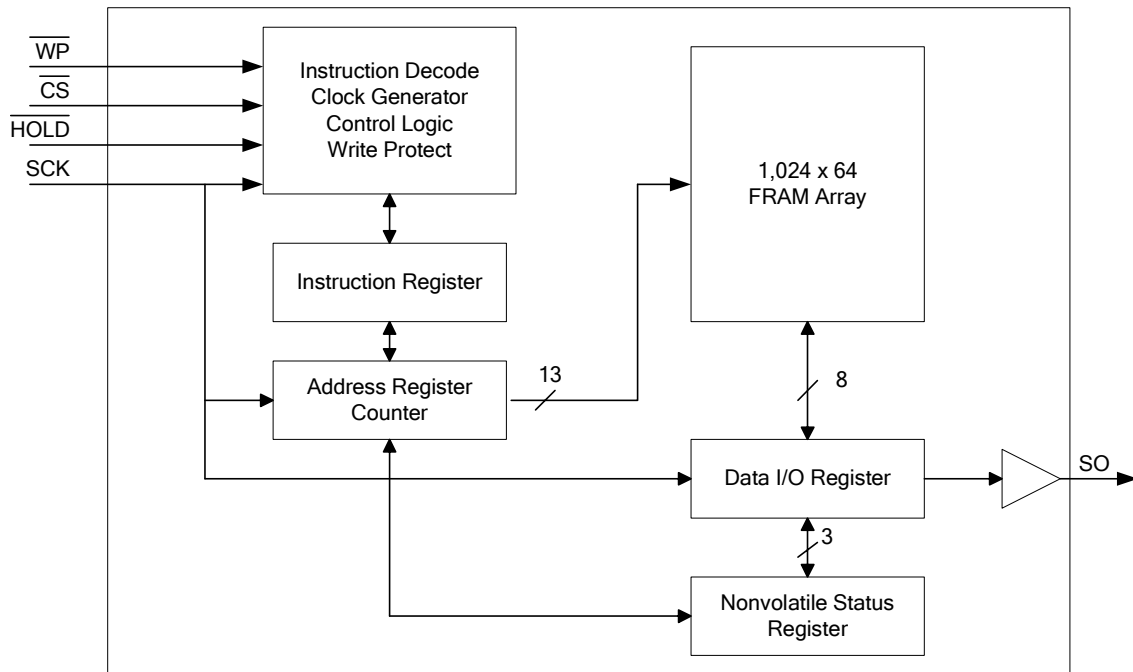 WP
CS
HOLD
SCK
Instruction Decode
Clock Generator
Control Logic
Write Protect
1,024 x 64
FRAM Array
Instruction Register
Address Register
Counter
13
8
Data I/O Register
SO
3
Nonvolatile Status
Register